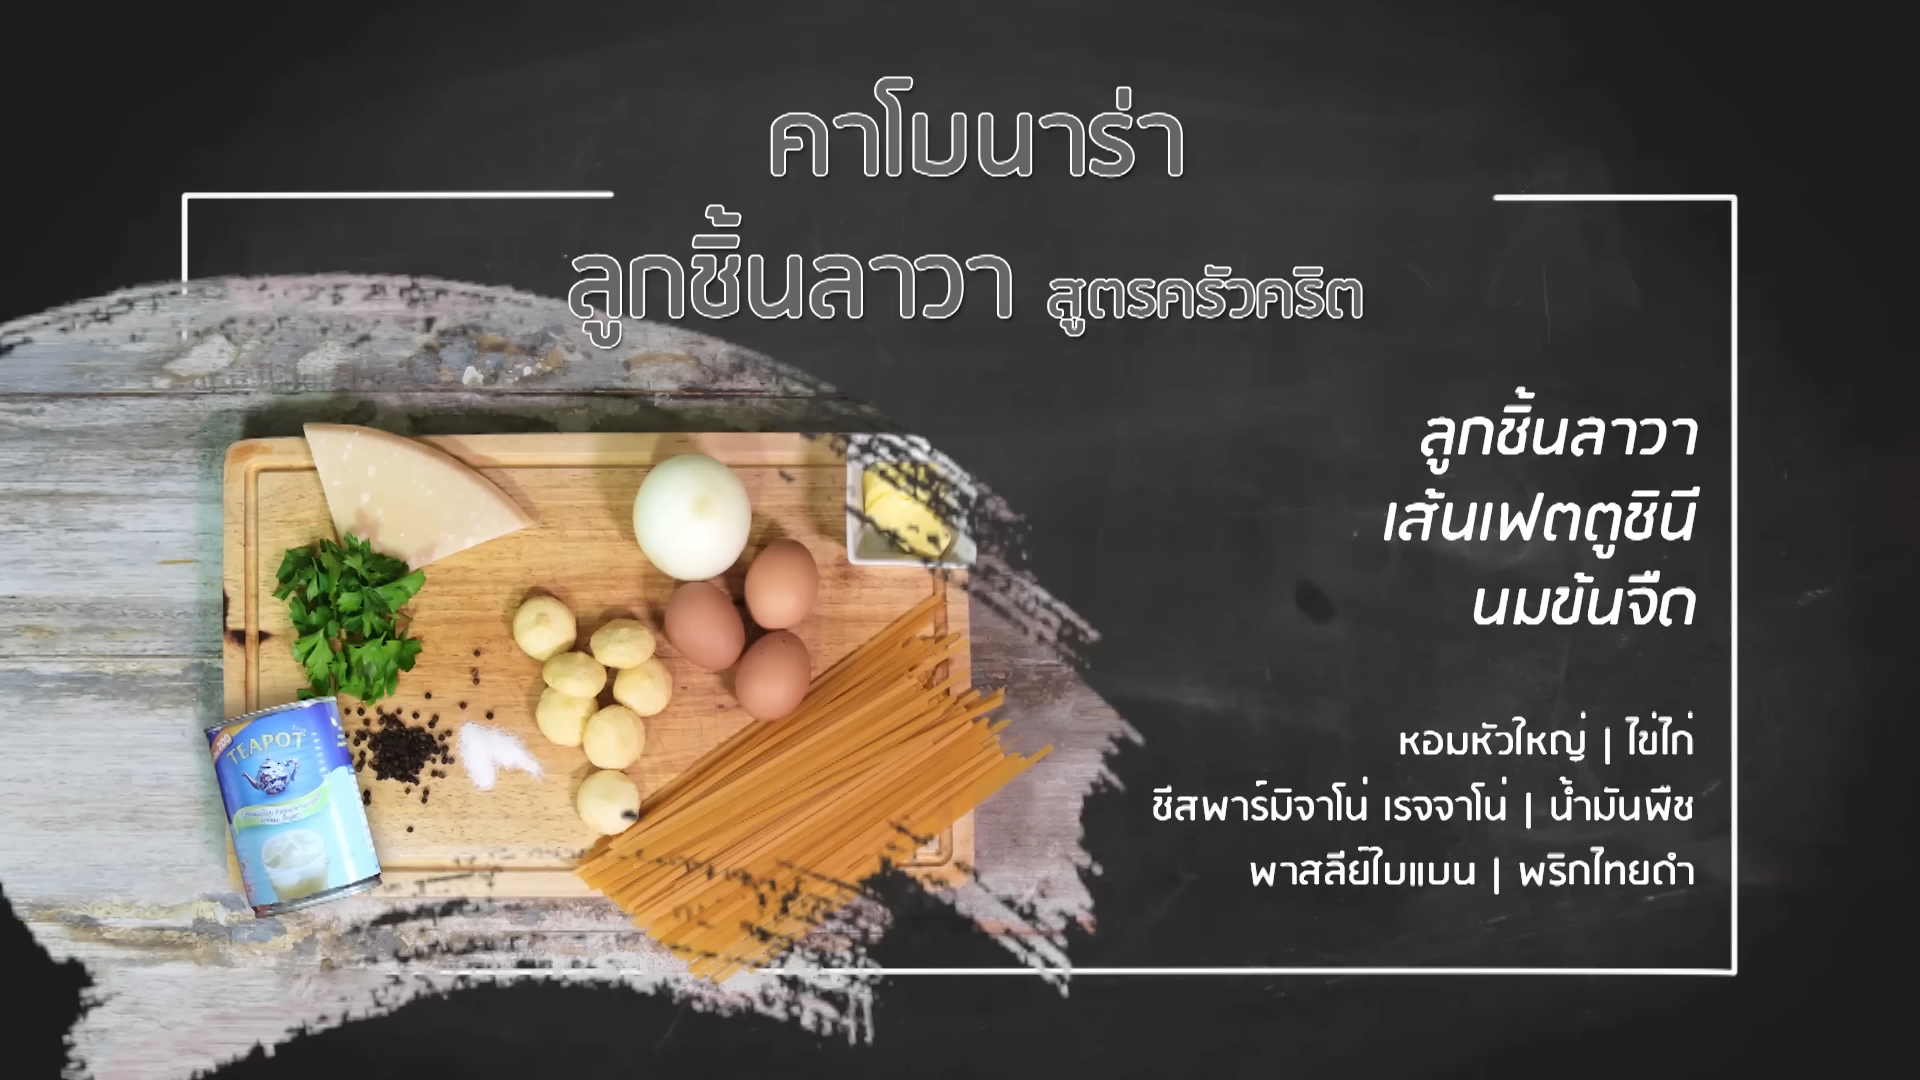 คาโบนาร่า
ลูกชิ้นลาวา สูตรครัวคริต
ลูกชิ้นลาวา
เส้นเฟตตูชินี
นมข้นจืด
หอมหัวใหญ่ | ไข่ไก่
ชีสพาร์มิจาโน่ เรจจาโน่ | น้ำมันพืช
พาสลีย์ใบแบน | พริกไทยดำ
TEAPOT